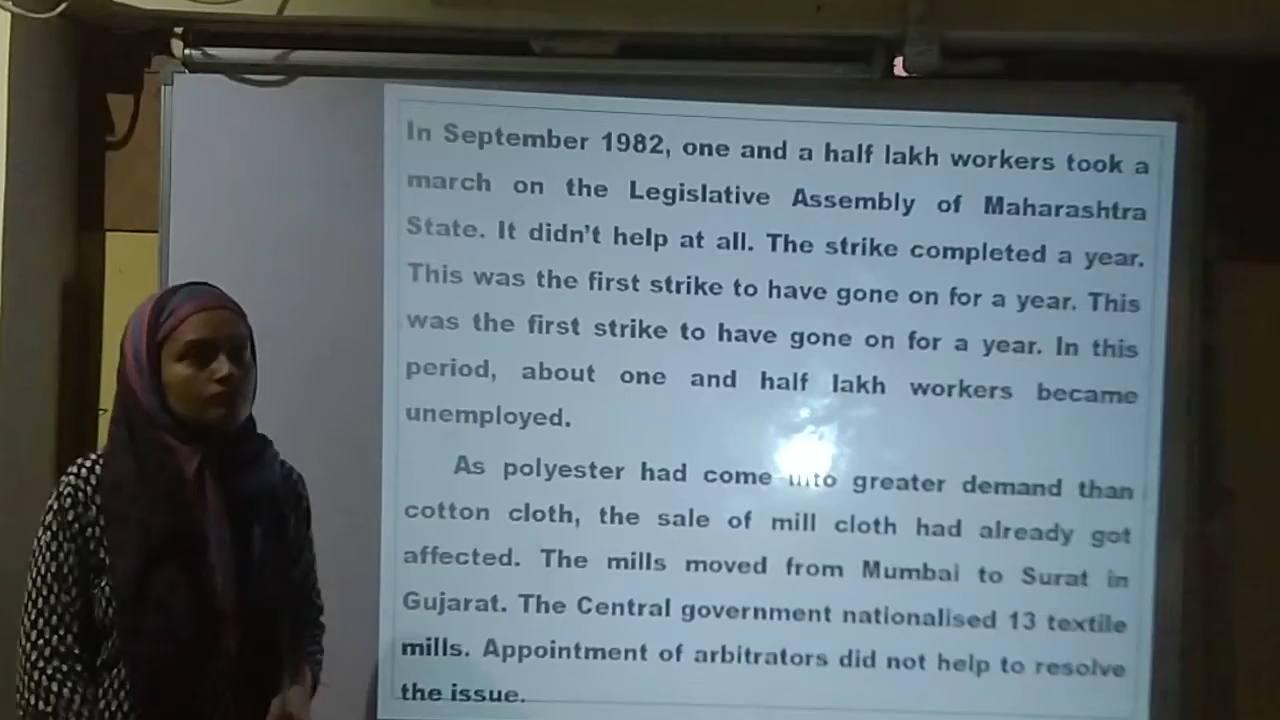 In September 1982, one and a half lakh workers took a
march on the Legislative Assembly of Maharashtra
State. It didn't help at all. The strike completed a year.
This was the first strike to have gone on for a year. This
was the first strike to have gone on for a year. In this
period, about one and half lakh workers became
unemployed.
As polyester had come into greater demand than
cotton cloth, the sale of mill cloth had already got
affected. The mills moved from Mumbai to Surat in
Gujarat. The Central government nationalised 13 textile
mills. Appointment of arbitrators did not help to resolve
the issue.